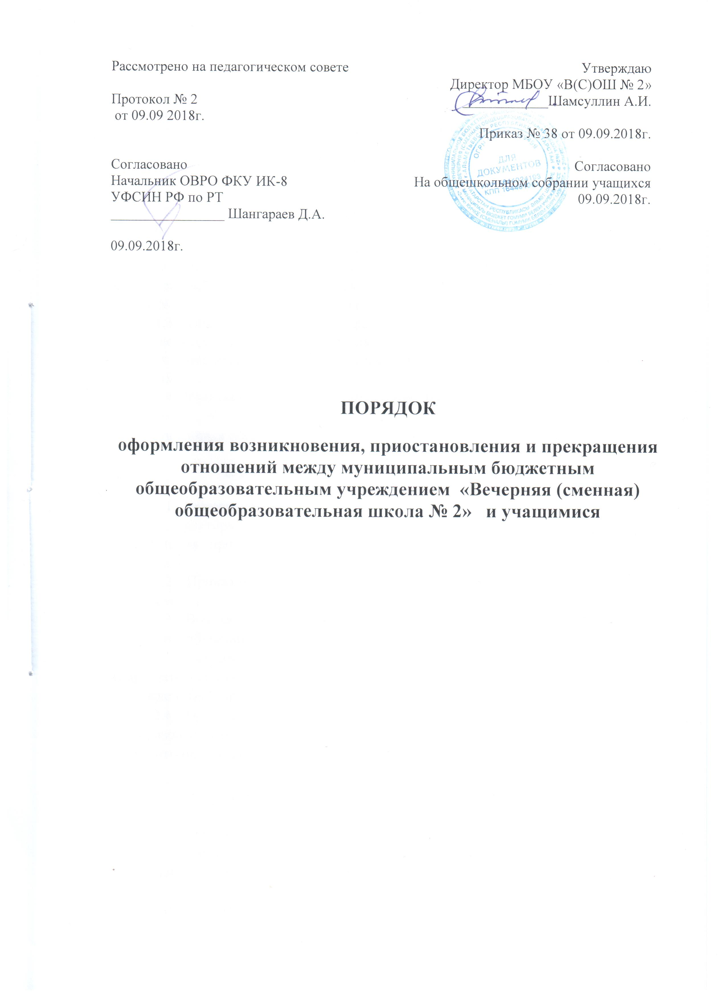 Рассмотрено на педагогическом совете
Протокол № 2
от 09.09 2018г.
Согласовано
Начальник ОВРО ФКУ ИК-8
УФСИН РФ по РТ
________________ Шангараев Д.А.
09.09.2018г.
Утверждаю
Директор МБОУ «В(С)ОШ № 2»
____________Шамсуллин А.И.
Приказ № 38 от 09.09.2018г.
Согласовано
На общешкольном собрании учащихся
09.09.2018г.
ДЛЯ
ДОКУМЕНТОВ
ПОРЯДОК
оформления возникновения, приостановления и прекращения
отношений между муниципальным бюджетным
общеобразовательным учреждением «Вечерняя (сменная)
общеобразовательная школа № 2» и учащимися